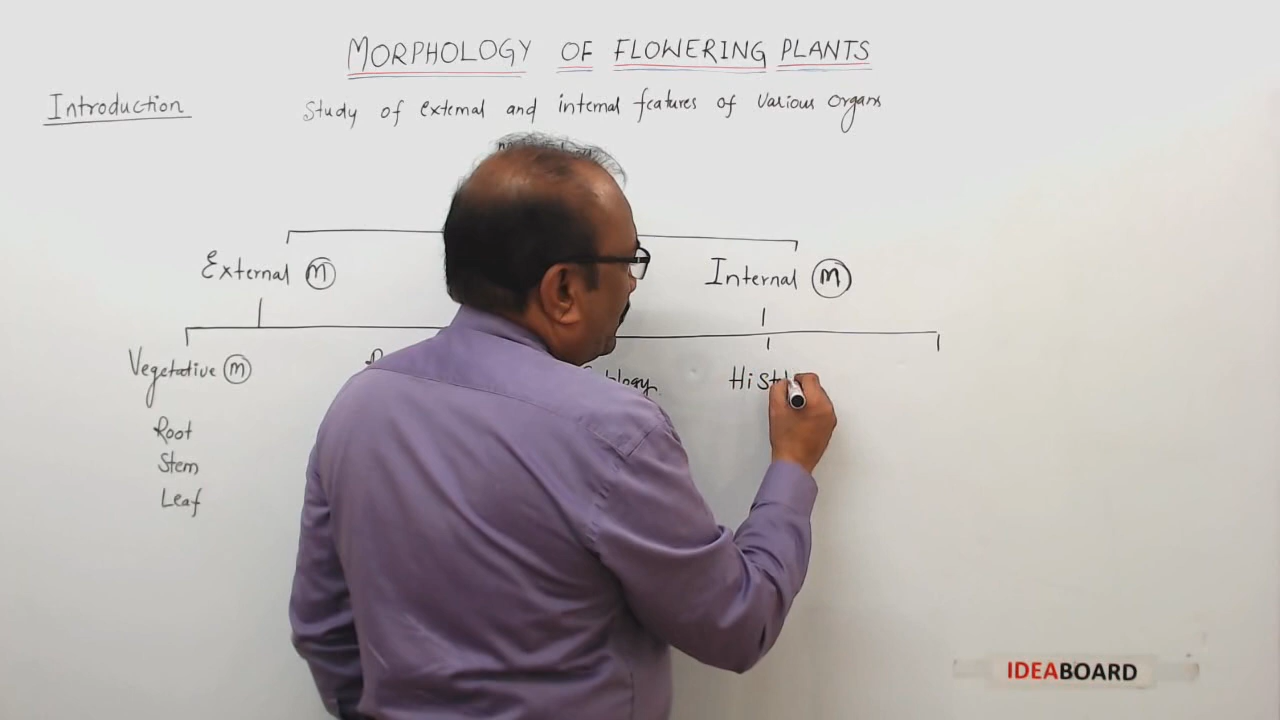 MORPHOLOGY OF FLOWERING PLANTS
Introduction
Study of external and internal features of various organs
External M
Internal M
Vegetative M
Hist
Root
Stem
Leaf
IDEABOARD